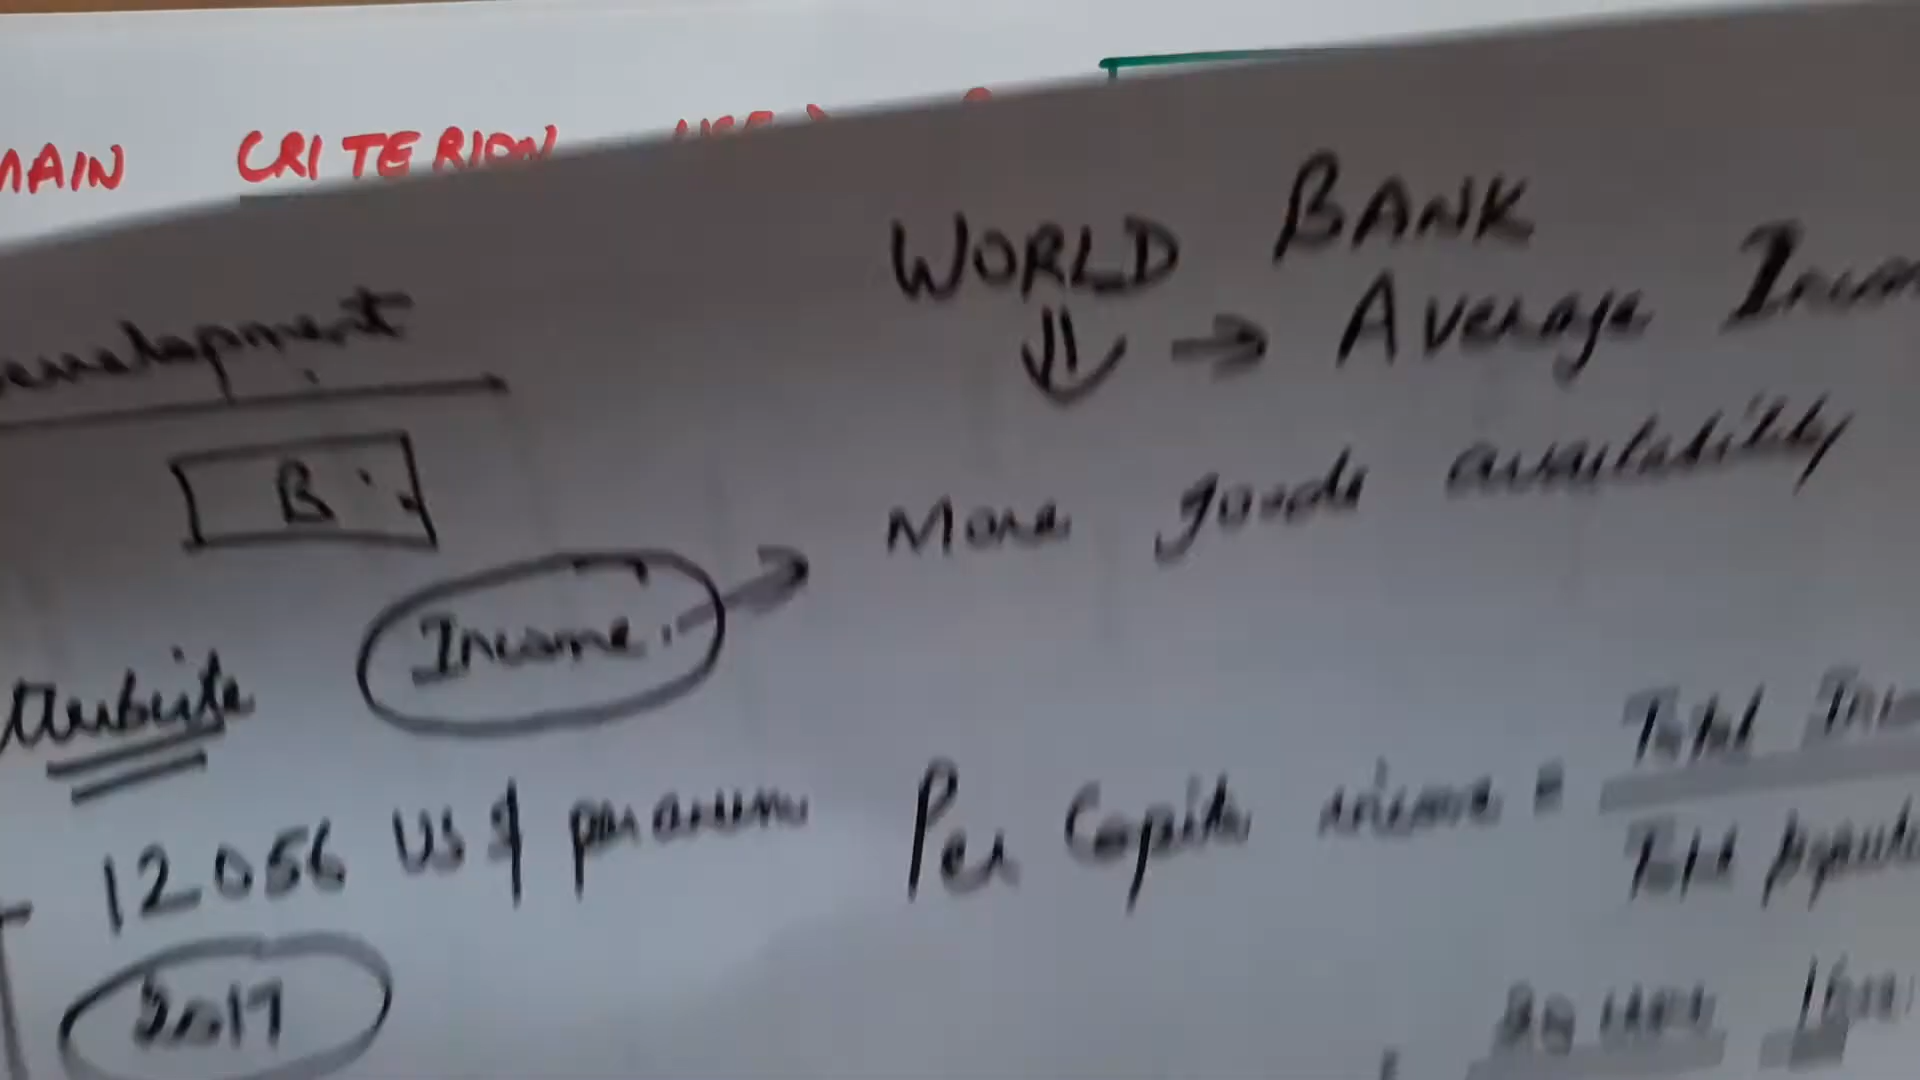 MAIN CRITERION
WORLD BANK
→ Average
Development
B
More goods availability
Income.
12056 US $ per annum
Per Capita income = Total
Total
2017